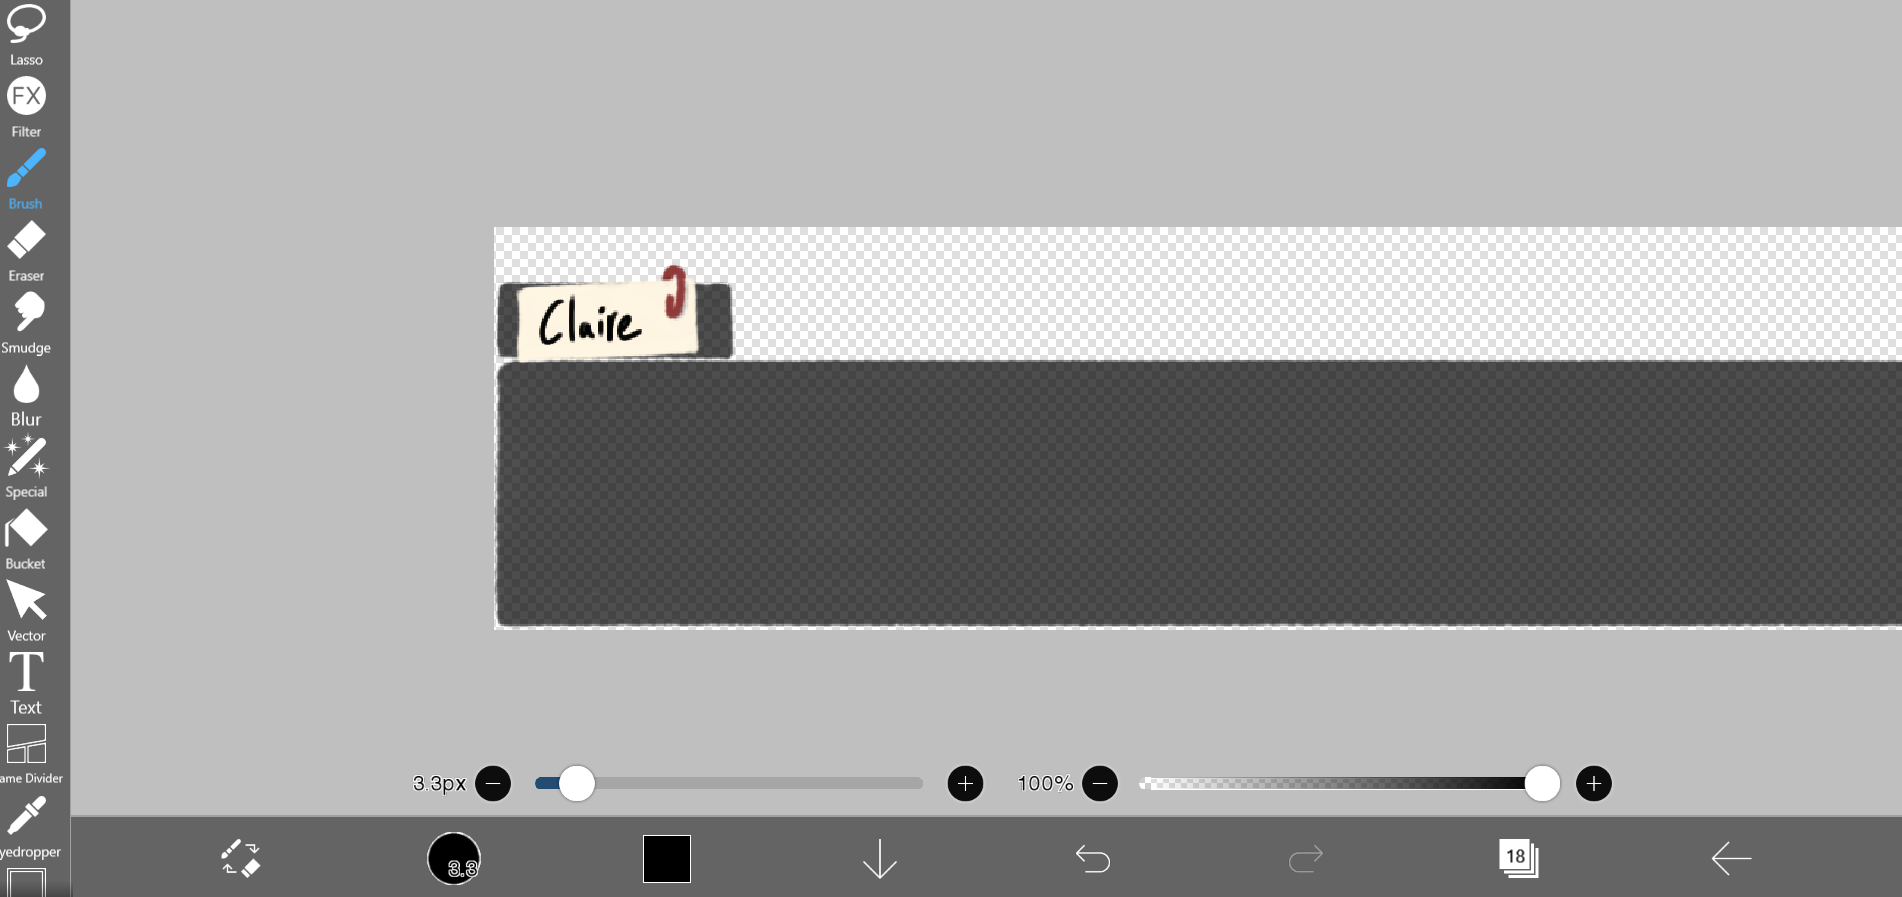 Lasso
FX
Filter
Brush
Eraser
Smudge
Blur
Special
Bucket
Vector
T
Text
ame Divider
yedropper
Claire
3.3px
100%
3.3
18